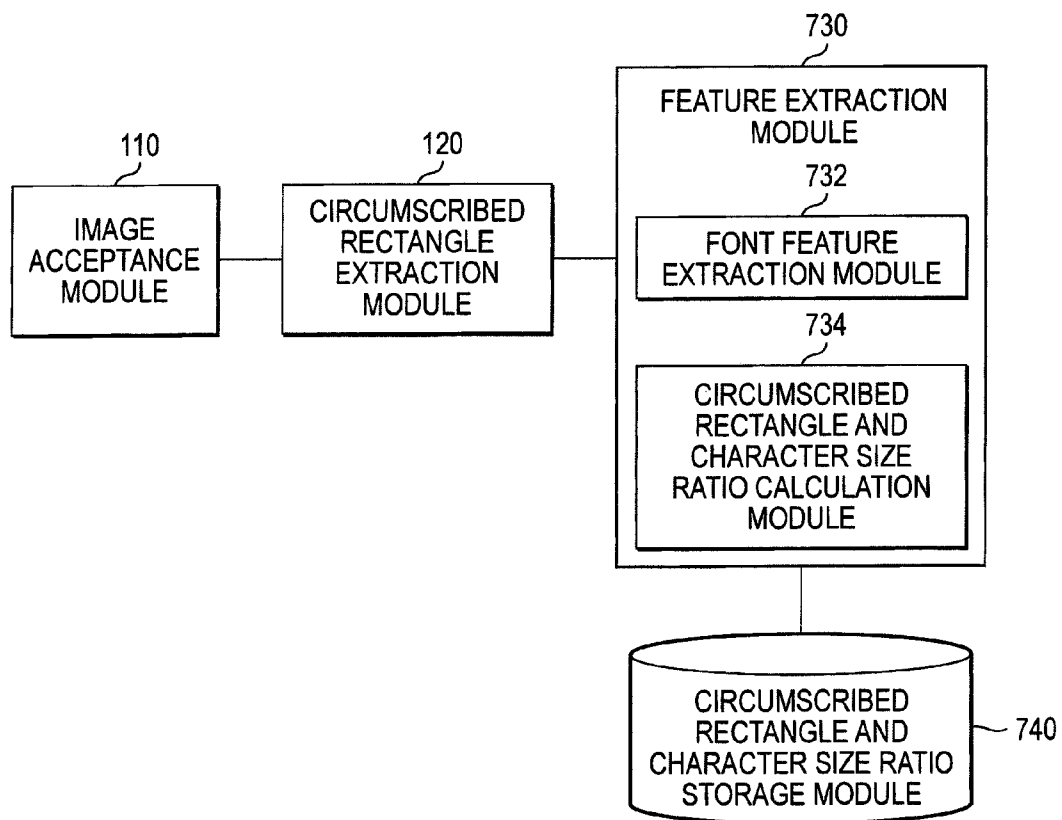 110
IMAGE
ACCEPTANCE
MODULE
120
CIRCUMSCRIBED
RECTANGLE
EXTRACTION
MODULE
730
FEATURE EXTRACTION
MODULE
732
FONT FEATURE
EXTRACTION MODULE
734
CIRCUMSCRIBED
RECTANGLE AND
CHARACTER SIZE
RATIO CALCULATION
MODULE
CIRCUMSCRIBED
RECTANGLE AND
CHARACTER SIZE RATIO
STORAGE MODULE
740